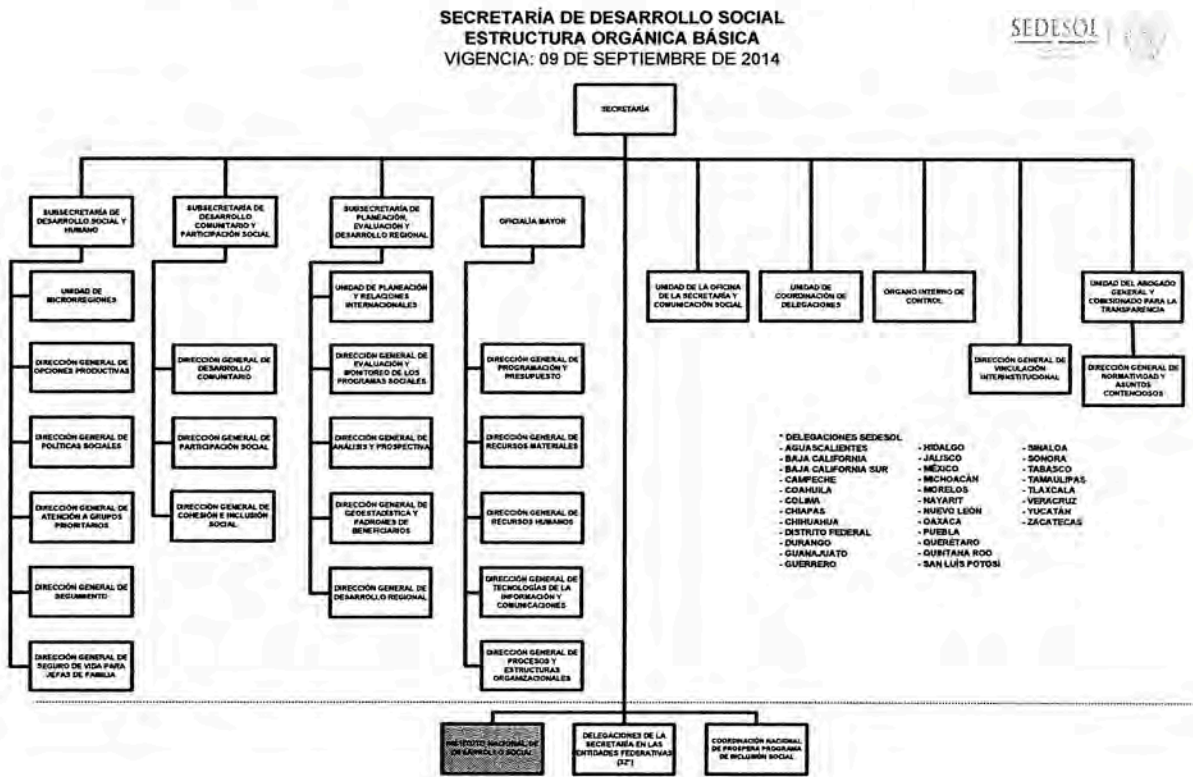 SECRETARÍA DE DESARROLLO SOCIAL
ESTRUCTURA ORGÁNICA BÁSICA
VIGENCIA: 09 DE SEPTIEMBRE DE 2014
SEDESOL
SECRETARÍA
SUBSECRETARÍA DE
DESARROLLO SOCIAL Y
HUMANO
SUBSECRETARÍA DE
DESARROLLO
COMUNITARIO Y
PARTICIPACIÓN SOCIAL
SUBSECRETARÍA DE
PLANEACIÓN,
EVALUACIÓN Y
DESARROLLO REGIONAL
OFICIALÍA MAYOR
UNIDAD DE
MICRORREGIONES
UNIDAD DE PLANEACIÓN
Y RELACIONES
INTERNACIONALES
UNIDAD DE LA OFICINA
DE LA SECRETARÍA Y
COMUNICACIÓN SOCIAL
UNIDAD DE
COORDINACIÓN DE
DELEGACIONES
ÓRGANO INTERNO DE
CONTROL
UNIDAD DEL ABOGADO
GENERAL Y
COMISIONADO PARA LA
TRANSPARENCIA
DIRECCIÓN GENERAL DE
OPCIONES PRODUCTIVAS
DIRECCIÓN GENERAL DE
DESARROLLO
COMUNITARIO
DIRECCIÓN GENERAL DE
EVALUACIÓN Y
MONITOREO DE LOS
PROGRAMAS SOCIALES
DIRECCIÓN GENERAL DE
PROGRAMACIÓN Y
PRESUPUESTO
DIRECCIÓN GENERAL DE
VINCULACIÓN
INTERINSTITUCIONAL
DIRECCIÓN GENERAL DE
NORMATIVIDAD Y
ASUNTOS
CONTENCIOSOS
DIRECCIÓN GENERAL DE
POLÍTICAS SOCIALES
DIRECCIÓN GENERAL DE
PARTICIPACIÓN SOCIAL
DIRECCIÓN GENERAL DE
ANÁLISIS Y PROSPECTIVA
DIRECCIÓN GENERAL DE
RECURSOS MATERIALES
DIRECCIÓN GENERAL DE
ATENCIÓN A GRUPOS
PRIORITARIOS
DIRECCIÓN GENERAL DE
COHESIÓN E INCLUSIÓN
SOCIAL
DIRECCIÓN GENERAL DE
GEOESTADÍSTICA Y
PADRONES DE
BENEFICIARIOS
DIRECCIÓN GENERAL DE
RECURSOS HUMANOS
DIRECCIÓN GENERAL DE
SEGUIMIENTO
DIRECCIÓN GENERAL DE
DESARROLLO REGIONAL
DIRECCIÓN GENERAL DE
TECNOLOGÍAS DE LA
INFORMACIÓN Y
COMUNICACIONES
DIRECCIÓN GENERAL DE
SEGURO DE VIDA PARA
JEFAS DE FAMILIA
DIRECCIÓN GENERAL DE
PROCESOS Y
ESTRUCTURAS
ORGANIZACIONALES
* DELEGACIONES SEDESOL
- AGUASCALIENTES
- BAJA CALIFORNIA
- BAJA CALIFORNIA SUR
- CAMPECHE
- COAHUILA
- COLIMA
- CHIAPAS
- CHIHUAHUA
- DISTRITO FEDERAL
- DURANGO
- GUANAJUATO
- GUERRERO
- HIDALGO
- JALISCO
- MÉXICO
- MICHOACÁN
- MORELOS
- NAYARIT
- NUEVO LEÓN
- OAXACA
- PUEBLA
- QUERÉTARO
- QUINTANA ROO
- SAN LUÍS POTOSÍ
- SINALOA
- SONORA
- TABASCO
- TAMAULIPAS
- TLAXCALA
- VERACRUZ
- YUCATÁN
- ZACATECAS
INSTITUTO NACIONAL DE
DESARROLLO SOCIAL
DELEGACIONES DE LA
SECRETARÍA EN LAS
ENTIDADES FEDERATIVAS
(32*)
COORDINACIÓN NACIONAL
DE PROSPERA PROGRAMA
DE INCLUSIÓN SOCIAL